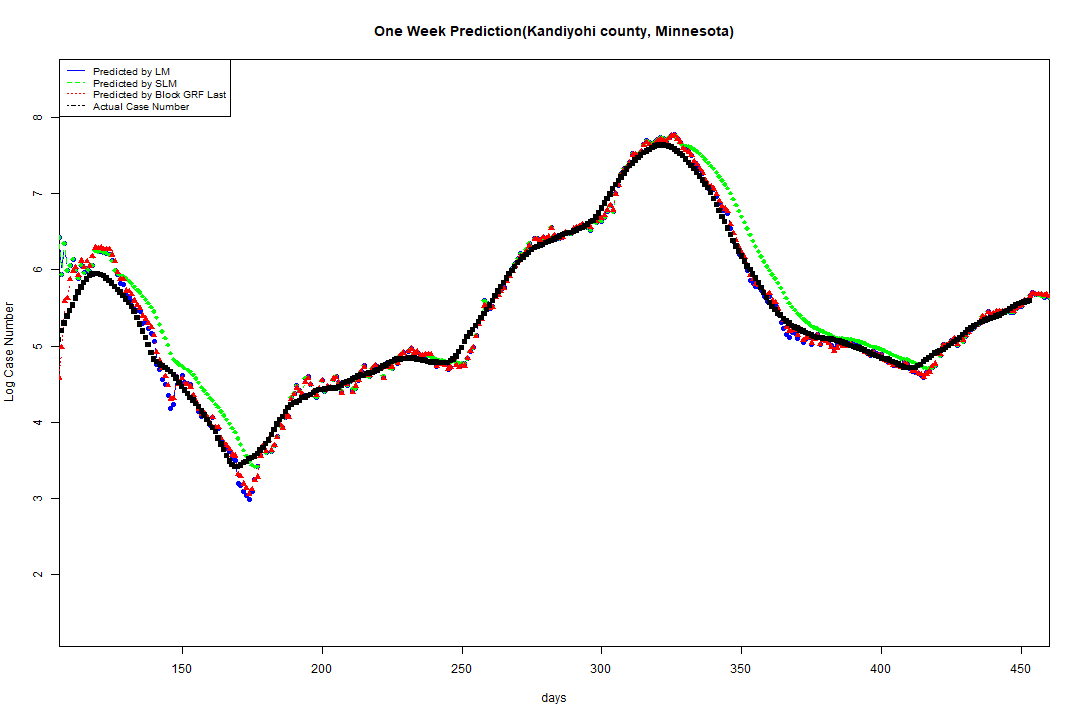 One Week Prediction(Kandiyohi county, Minnesota)
Predicted by LM
Predicted by SLM
Predicted by Block GRF Last
Actual Case Number
Log Case Number
8
7
6
5
4
3
2
150 200 250 300 350 400 450
days